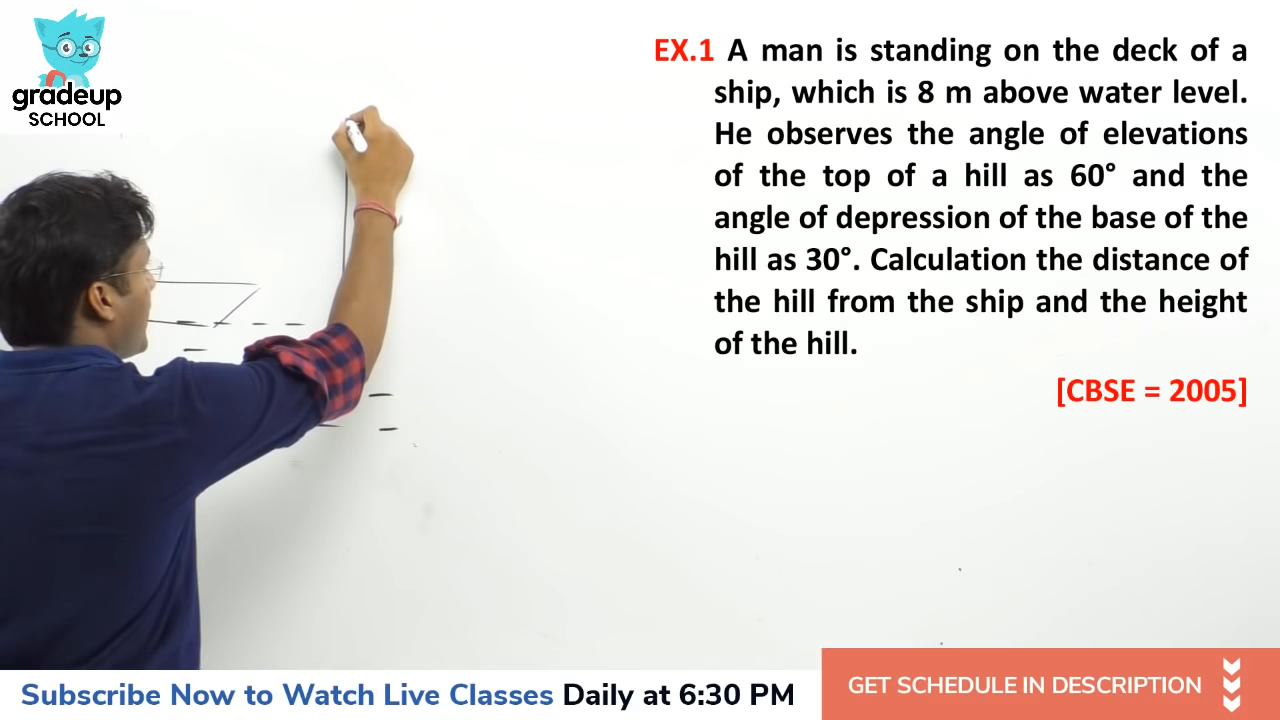 gradeup
SCHOOL
EX.1 A man is standing on the deck of a
ship, which is 8 m above water level.
He observes the angle of elevations
of the top of a hill as 60° and the
angle of depression of the base of the
hill as 30°. Calculation the distance of
the hill from the ship and the height
of the hill.
[CBSE = 2005]
Subscribe Now to Watch Live Classes Daily at 6:30 PM
GET SCHEDULE IN DESCRIPTION